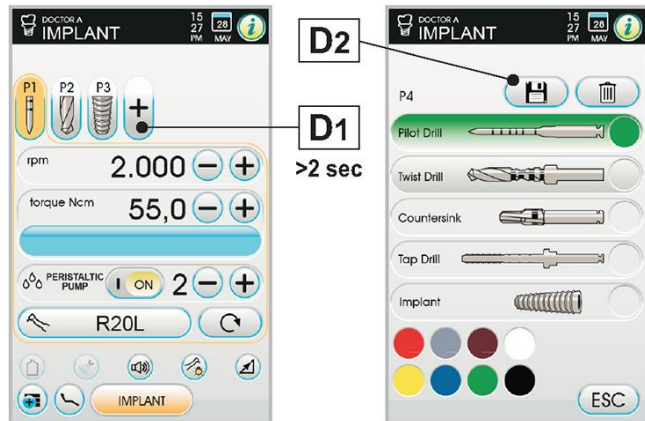 DOCTOR A
IMPLANT
15
27
PM
28
MAY
i
P1
P2
P3
+
rpm
2.000
torque Ncm
55,0
PERISTALTIC
PUMP
I ON
2
R20L
IMPLANT
D2
D1
>2 sec
DOCTOR A
IMPLANT
15
27
PM
28
MAY
i
P4
Pilot Drill
Twist Drill
Countersink
Tap Drill
Implant
ESC